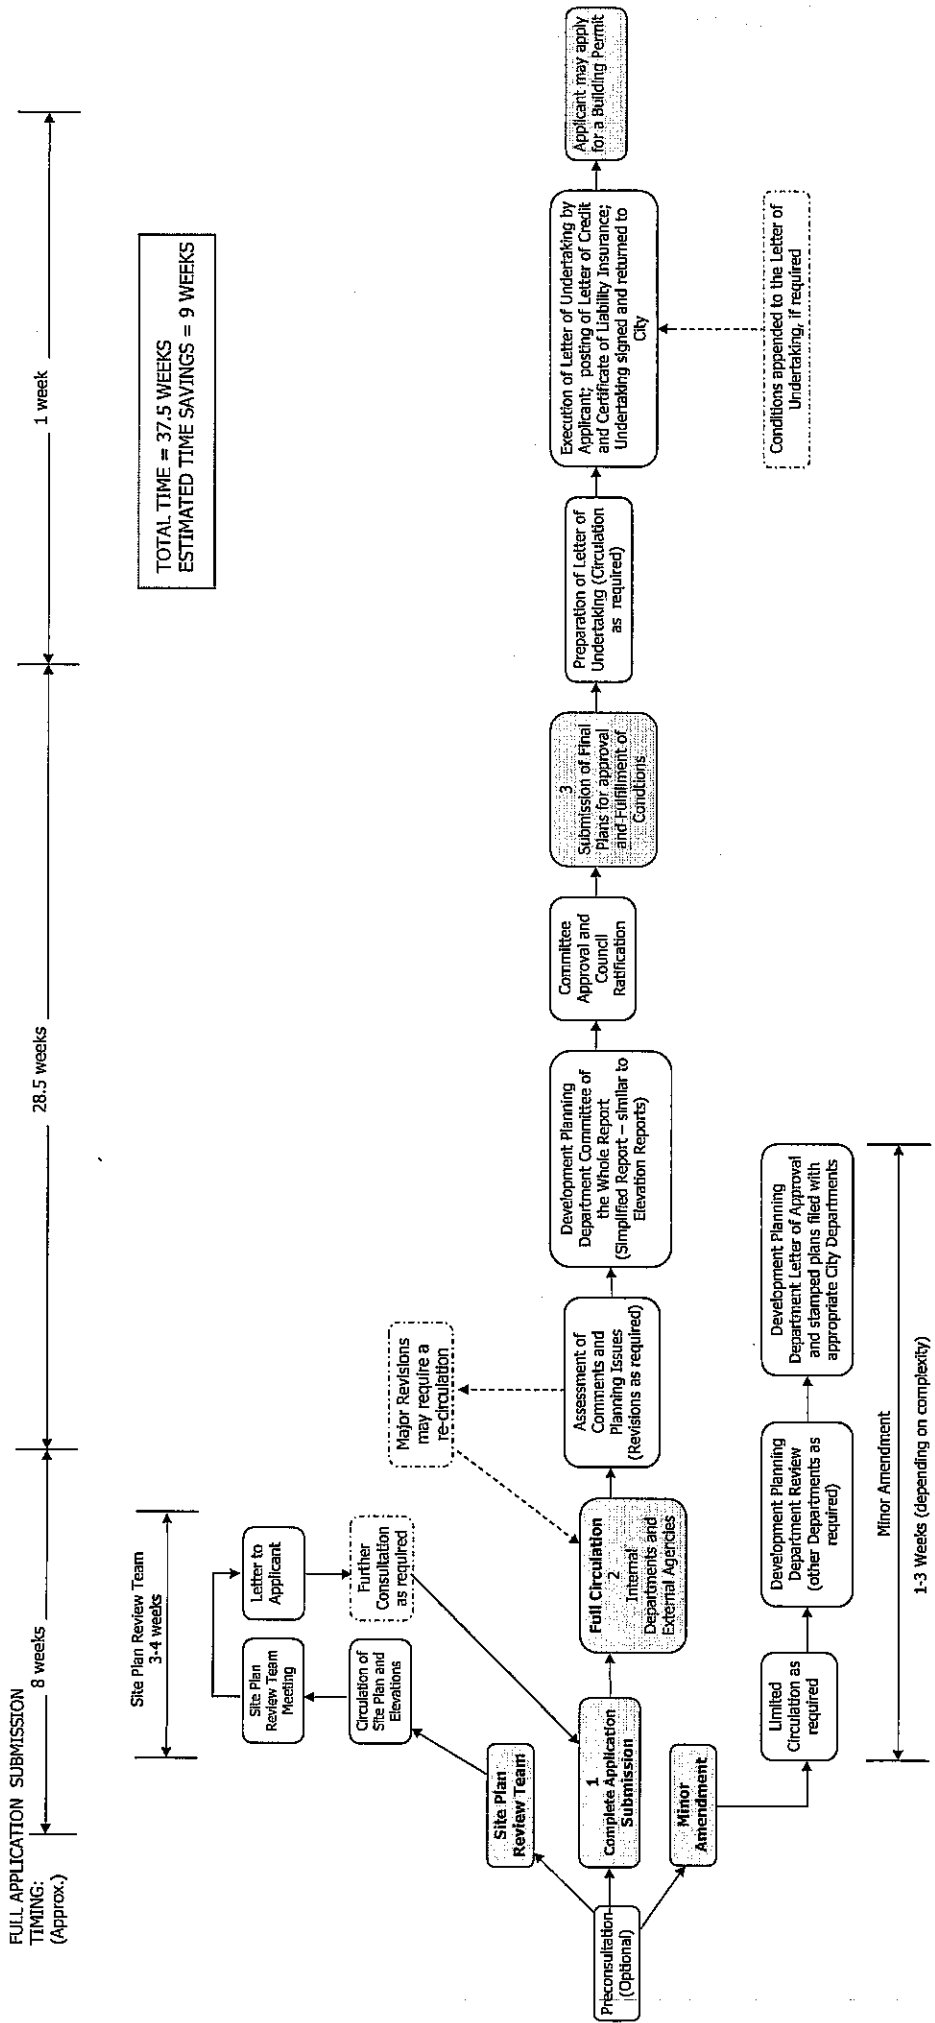 FULL APPLICATION SUBMISSION
TIMING:
(Approx.)
8 weeks
28.5 weeks
1 week
Site Plan Review Team
3-4 weeks
TOTAL TIME = 37.5 WEEKS
ESTIMATED TIME SAVINGS = 9 WEEKS
Site Plan
Review Team
Meeting
Letter to
Applicant
Circulation of
Site Plan and
Elevations
Further
Consultation
as required
Major Revisions
may require a
re-circulation
Site Plan
Review Team
Preconsultation
(Optional)
1
Complete Application
Submission
Full Circulation
2
Internal
Departments and
External Agencies
Assessment of
Comments and
Planning Issues
(Revisions as required)
Development Planning
Department Committee of
the Whole Report
(Simplified Report – similar to
Elevation Reports)
Committee
Approval and
Council
Ratification
3
Submission of Final
Plans for approval
and Fulfillment of
Conditions
Preparation of Letter of
Undertaking (Circulation
as required)
Execution of Letter of Undertaking by
Applicant; posting of Letter of Credit
and Certificate of Liability Insurance;
Undertaking signed and returned to
City
Applicant may apply
for a Building Permit
Conditions appended to the Letter of
Undertaking, if required
Minor
Amendment
Limited
Circulation as
required
Development Planning
Department Review
(other Departments as
required)
Development Planning
Department Letter of Approval
and stamped plans filed with
appropriate City Departments
Minor Amendment
1-3 Weeks (depending on complexity)